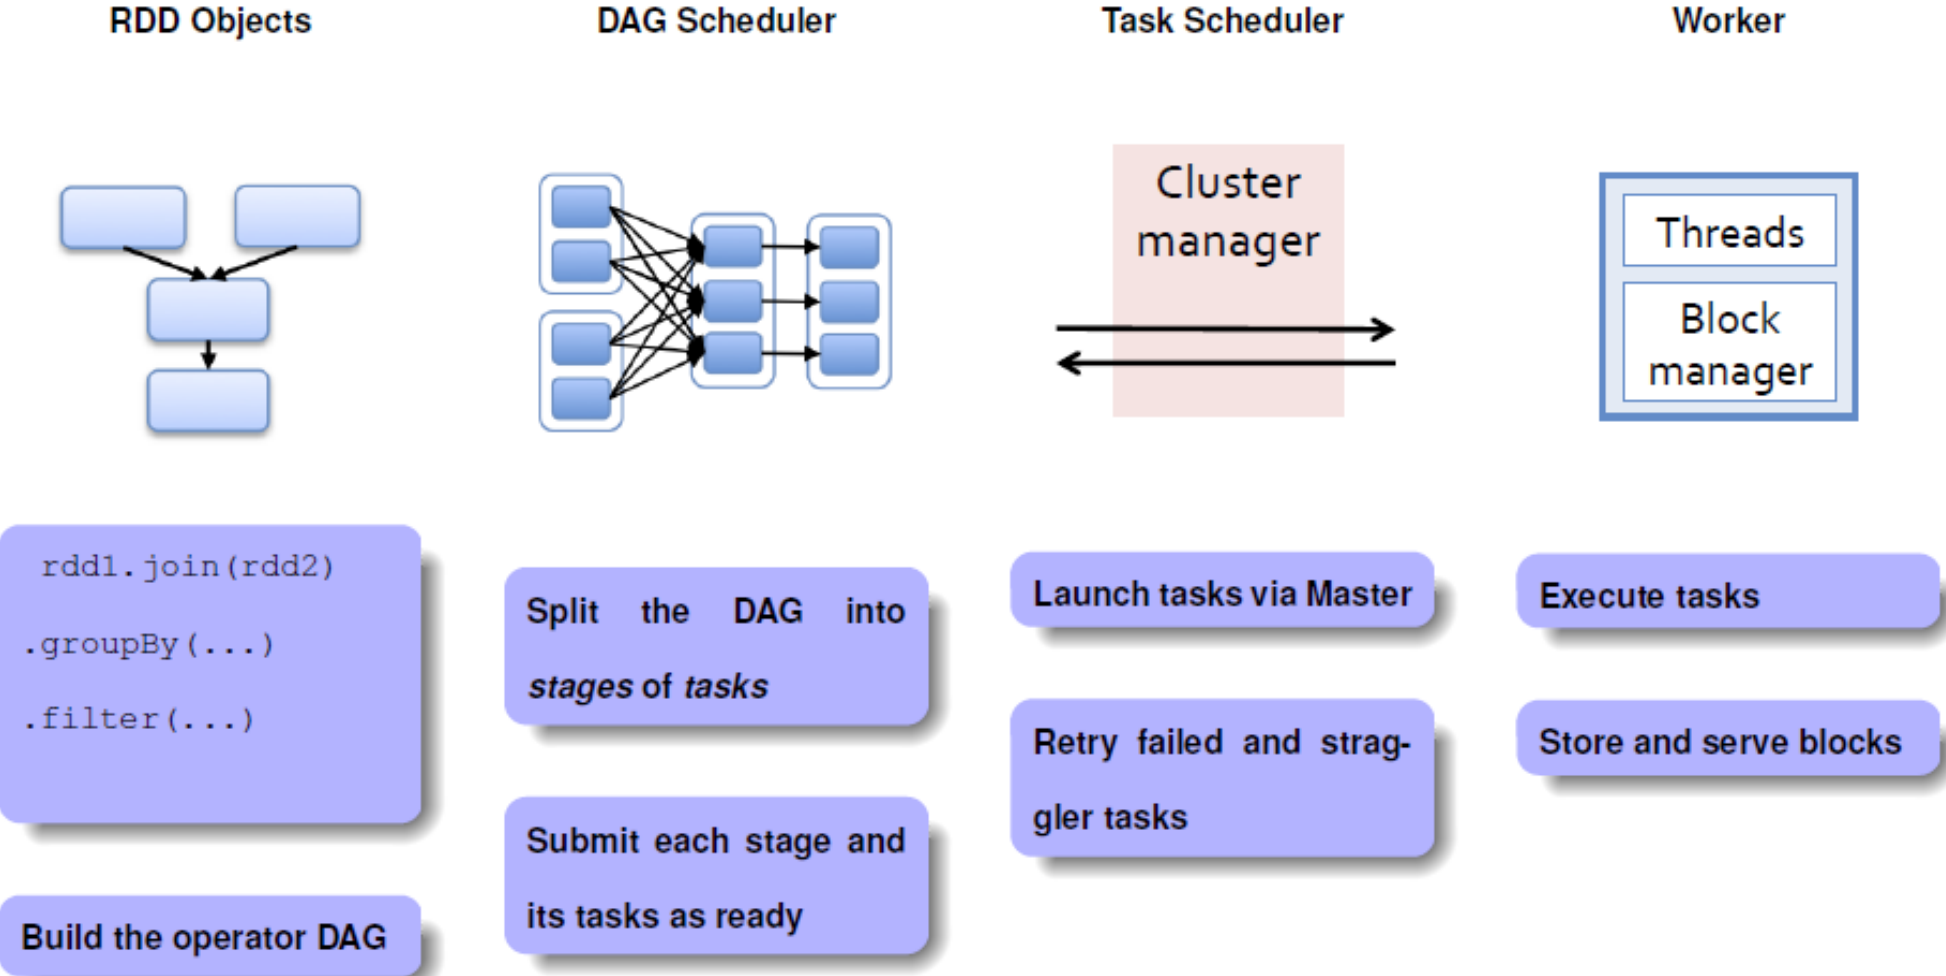 RDD Objects
DAG Scheduler
Task Scheduler
Worker
Cluster
manager
Threads
Block
manager
rdd1.join(rdd2)
.groupBy(...)
.filter(...)
Build the operator DAG
Split the DAG into
stages of tasks
Submit each stage and
its tasks as ready
Launch tasks via Master
Retry failed and strag-
gler tasks
Execute tasks
Store and serve blocks